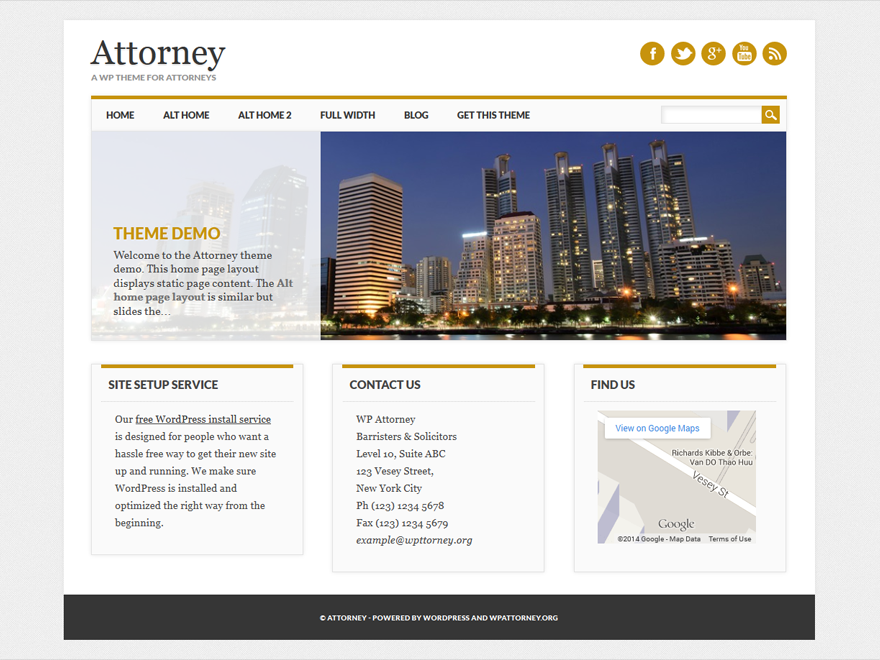 Attorney
A WP THEME FOR ATTORNEYS
f g+ You Tube
HOME ALT HOME ALT HOME 2 FULL WIDTH BLOG GET THIS THEME
THEME DEMO
Welcome to the Attorney theme
demo. This home page layout
displays static page content. The Alt
home page layout is similar but
slides the...
SITE SETUP SERVICE
Our free WordPress install service
is designed for people who want a
hassle free way to get their new site
up and running. We make sure
WordPress is installed and
optimized the right way from the
beginning.
CONTACT US
WP Attorney
Barristers & Solicitors
Level 10, Suite ABC
123 Vesey Street,
New York City
Ph (123) 1234 5678
Fax (123) 1234 5679
example@wpttorney.org
FIND US
View on Google Maps
Richards Kibbe & Orbe:
Van DO Thao Huu
Vesey St
Google
©2014 Google - Map Data Terms of Use
© ATTORNEY - POWERED BY WORDPRESS AND WPATTORNEY.ORG